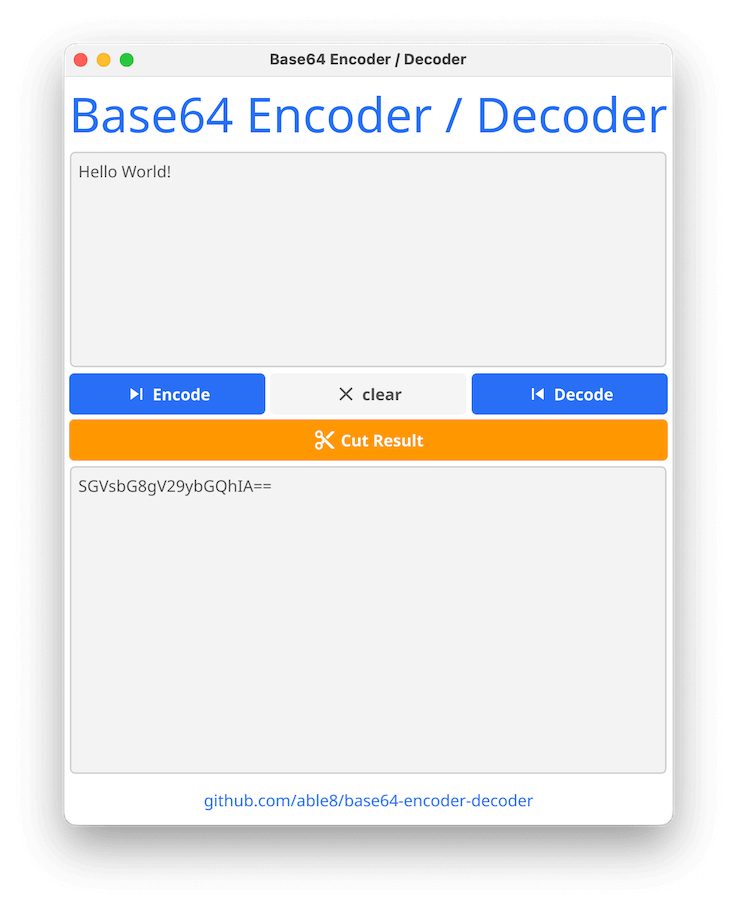 Base64 Encoder / Decoder
Base64 Encoder / Decoder
Hello World!
Encode
clear
Decode
Cut Result
SGVsbG8gV29ybGQhIA==
github.com/able8/base64-encoder-decoder